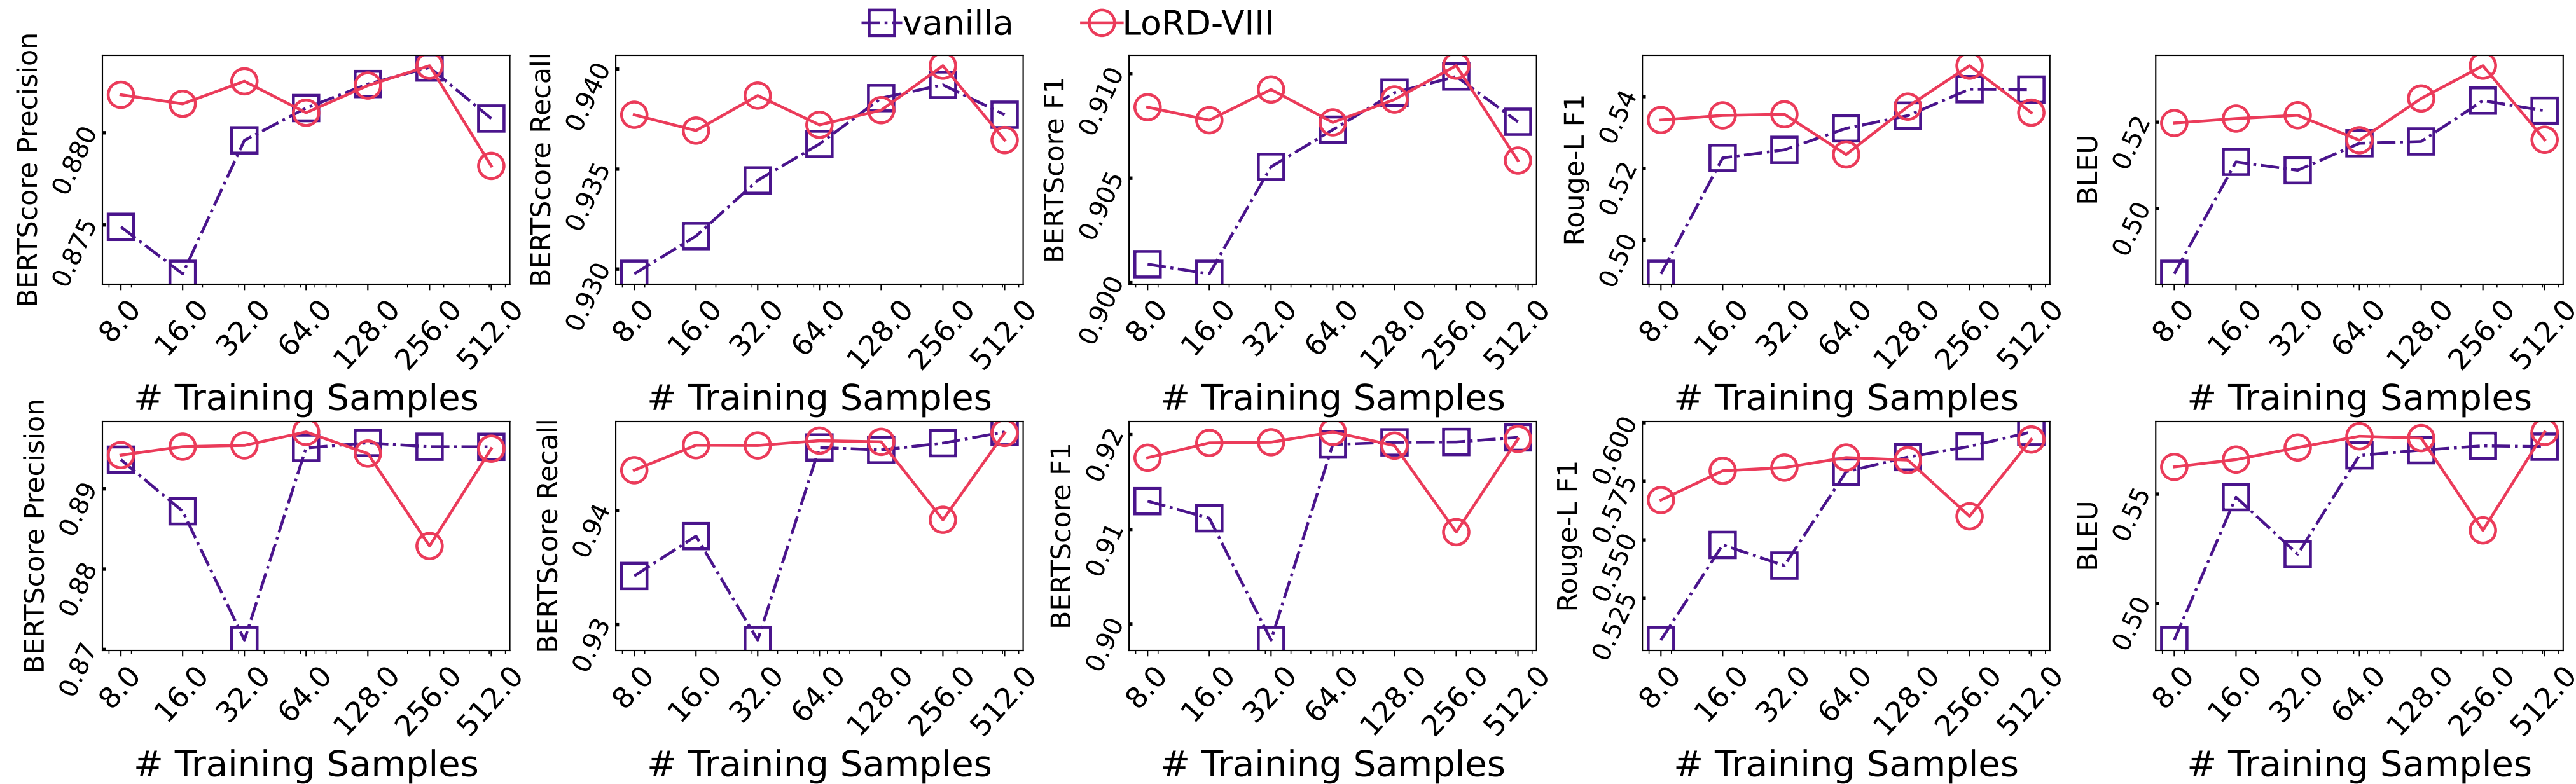 vanilla LoRD-VIII
BERTScore Precision
0.880
0.875
8.0 16.0 32.0 64.0 128.0 256.0 512.0
# Training Samples
BERTScore Recall
0.940
0.935
0.930
8.0 16.0 32.0 64.0 128.0 256.0 512.0
# Training Samples
BERTScore F1
0.910
0.905
0.900
8.0 16.0 32.0 64.0 128.0 256.0 512.0
# Training Samples
Rouge-L F1
0.54
0.52
0.50
8.0 16.0 32.0 64.0 128.0 256.0 512.0
# Training Samples
BLEU
0.52
0.50
8.0 16.0 32.0 64.0 128.0 256.0 512.0
# Training Samples
BERTScore Precision
0.89
0.88
0.87
8.0 16.0 32.0 64.0 128.0 256.0 512.0
# Training Samples
BERTScore Recall
0.94
0.93
8.0 16.0 32.0 64.0 128.0 256.0 512.0
# Training Samples
BERTScore F1
0.92
0.91
0.90
8.0 16.0 32.0 64.0 128.0 256.0 512.0
# Training Samples
Rouge-L F1
0.600
0.575
0.550
0.525
8.0 16.0 32.0 64.0 128.0 256.0 512.0
# Training Samples
BLEU
0.55
0.50
8.0 16.0 32.0 64.0 128.0 256.0 512.0
# Training Samples